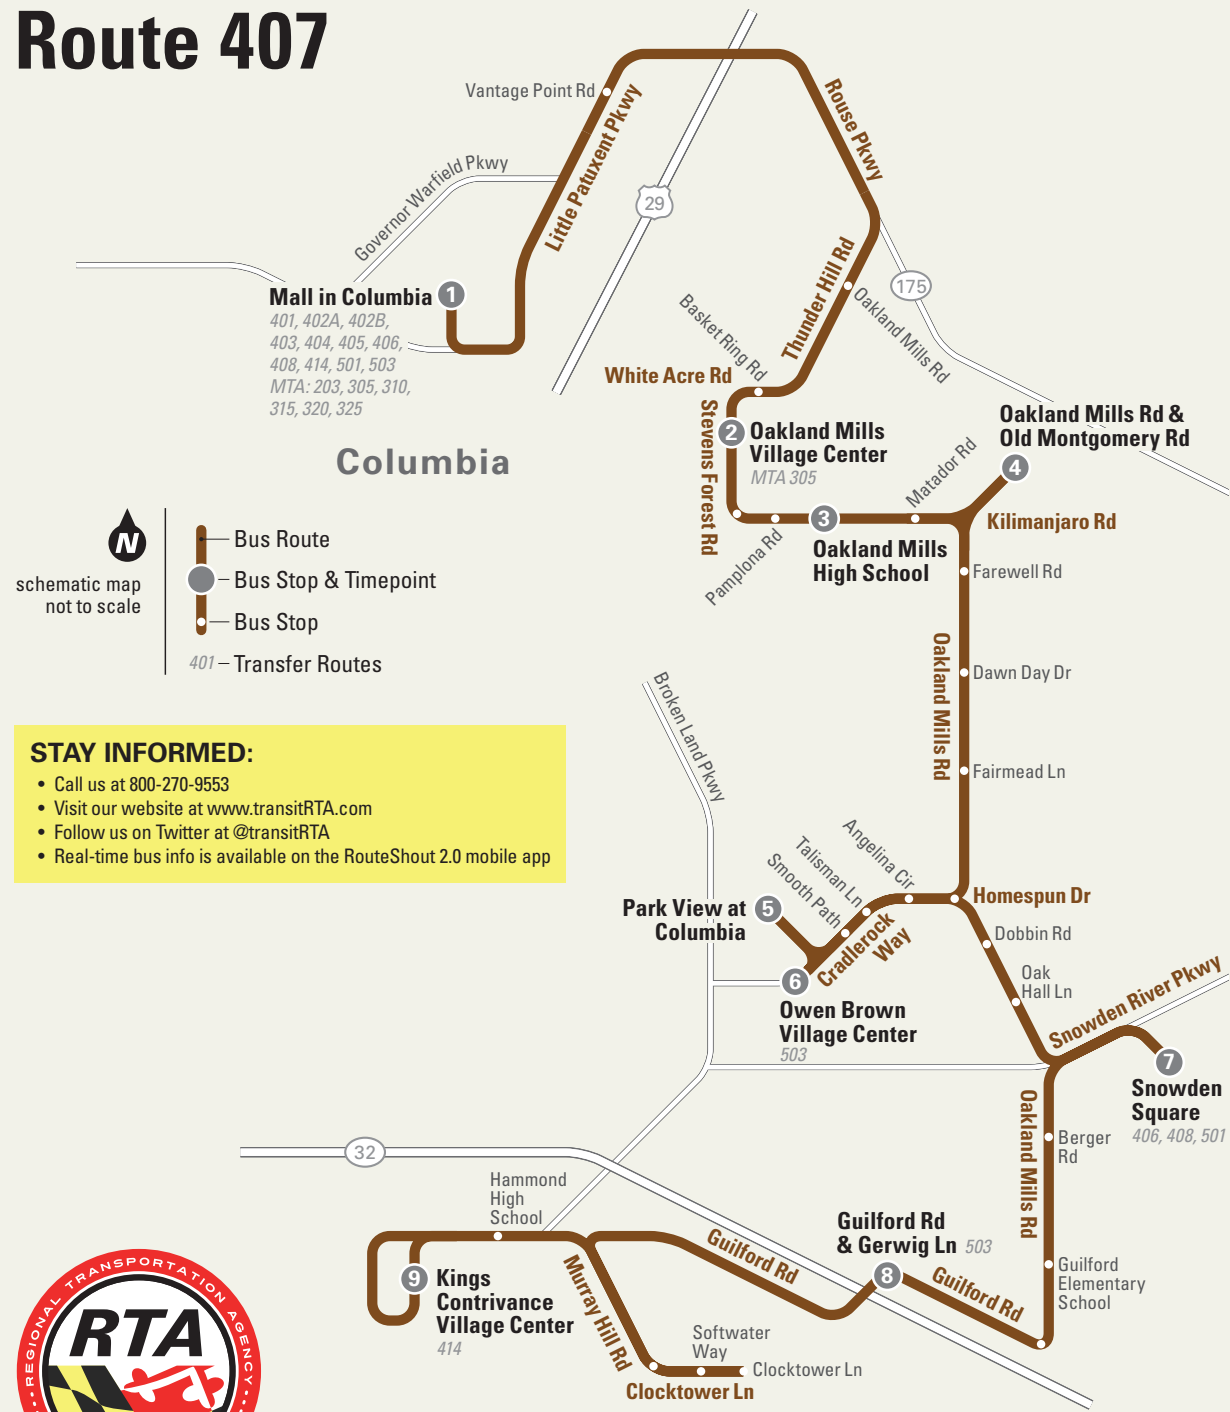 Route 407
Vantage Point Rd
Little Patuxent Pkwy
Rouse Pkwy
Governor Warfield Pkwy
29
175
Mall in Columbia 1
401, 402A, 402B,
403, 404, 405, 406,
408, 414, 501, 503
MTA: 203, 305, 310,
315, 320, 325
Thunder Hill Rd
Oakland Mills Rd
Basket Ring Rd
White Acre Rd
Stevens Forest Rd
2 Oakland Mills
Village Center
MTA 305
Oakland Mills Rd &
Old Montgomery Rd
4
Matador Rd
Columbia
Kilimanjaro Rd
3
Oakland Mills
High School
Pamplona Rd
N
schematic map
not to scale
Bus Route
Bus Stop & Timepoint
Bus Stop
401 Transfer Routes
Farewell Rd
Oakland Mills Rd
Dawn Day Dr
Fairmead Ln
Broken Land Pkwy
STAY INFORMED:
• Call us at 800-270-9553
• Visit our website at www.transitRTA.com
• Follow us on Twitter at @transitRTA
• Real-time bus info is available on the RouteShout 2.0 mobile app
Angelina Cir
Talisman Ln
Smooth Path
Homespun Dr
Park View at
Columbia
5
Cradlerock
Way
Dobbin Rd
Oak
Hall Ln
6
Owen Brown
Village Center
503
Snowden River Pkwy
7
Snowden
Square
406, 408, 501
Oakland Mills Rd
Berger
Rd
32
Hammond
High
School
Guilford Rd
Guilford Rd
& Gerwig Ln 503
8
Guilford Rd
Guilford
Elementary
School
9 Kings
Contrivance
Village Center
414
Murray Hill Rd
Softwater
Way
Clocktower Ln
Clocktower Ln
REGIONAL TRANSPORTATION AGENCY
RTA